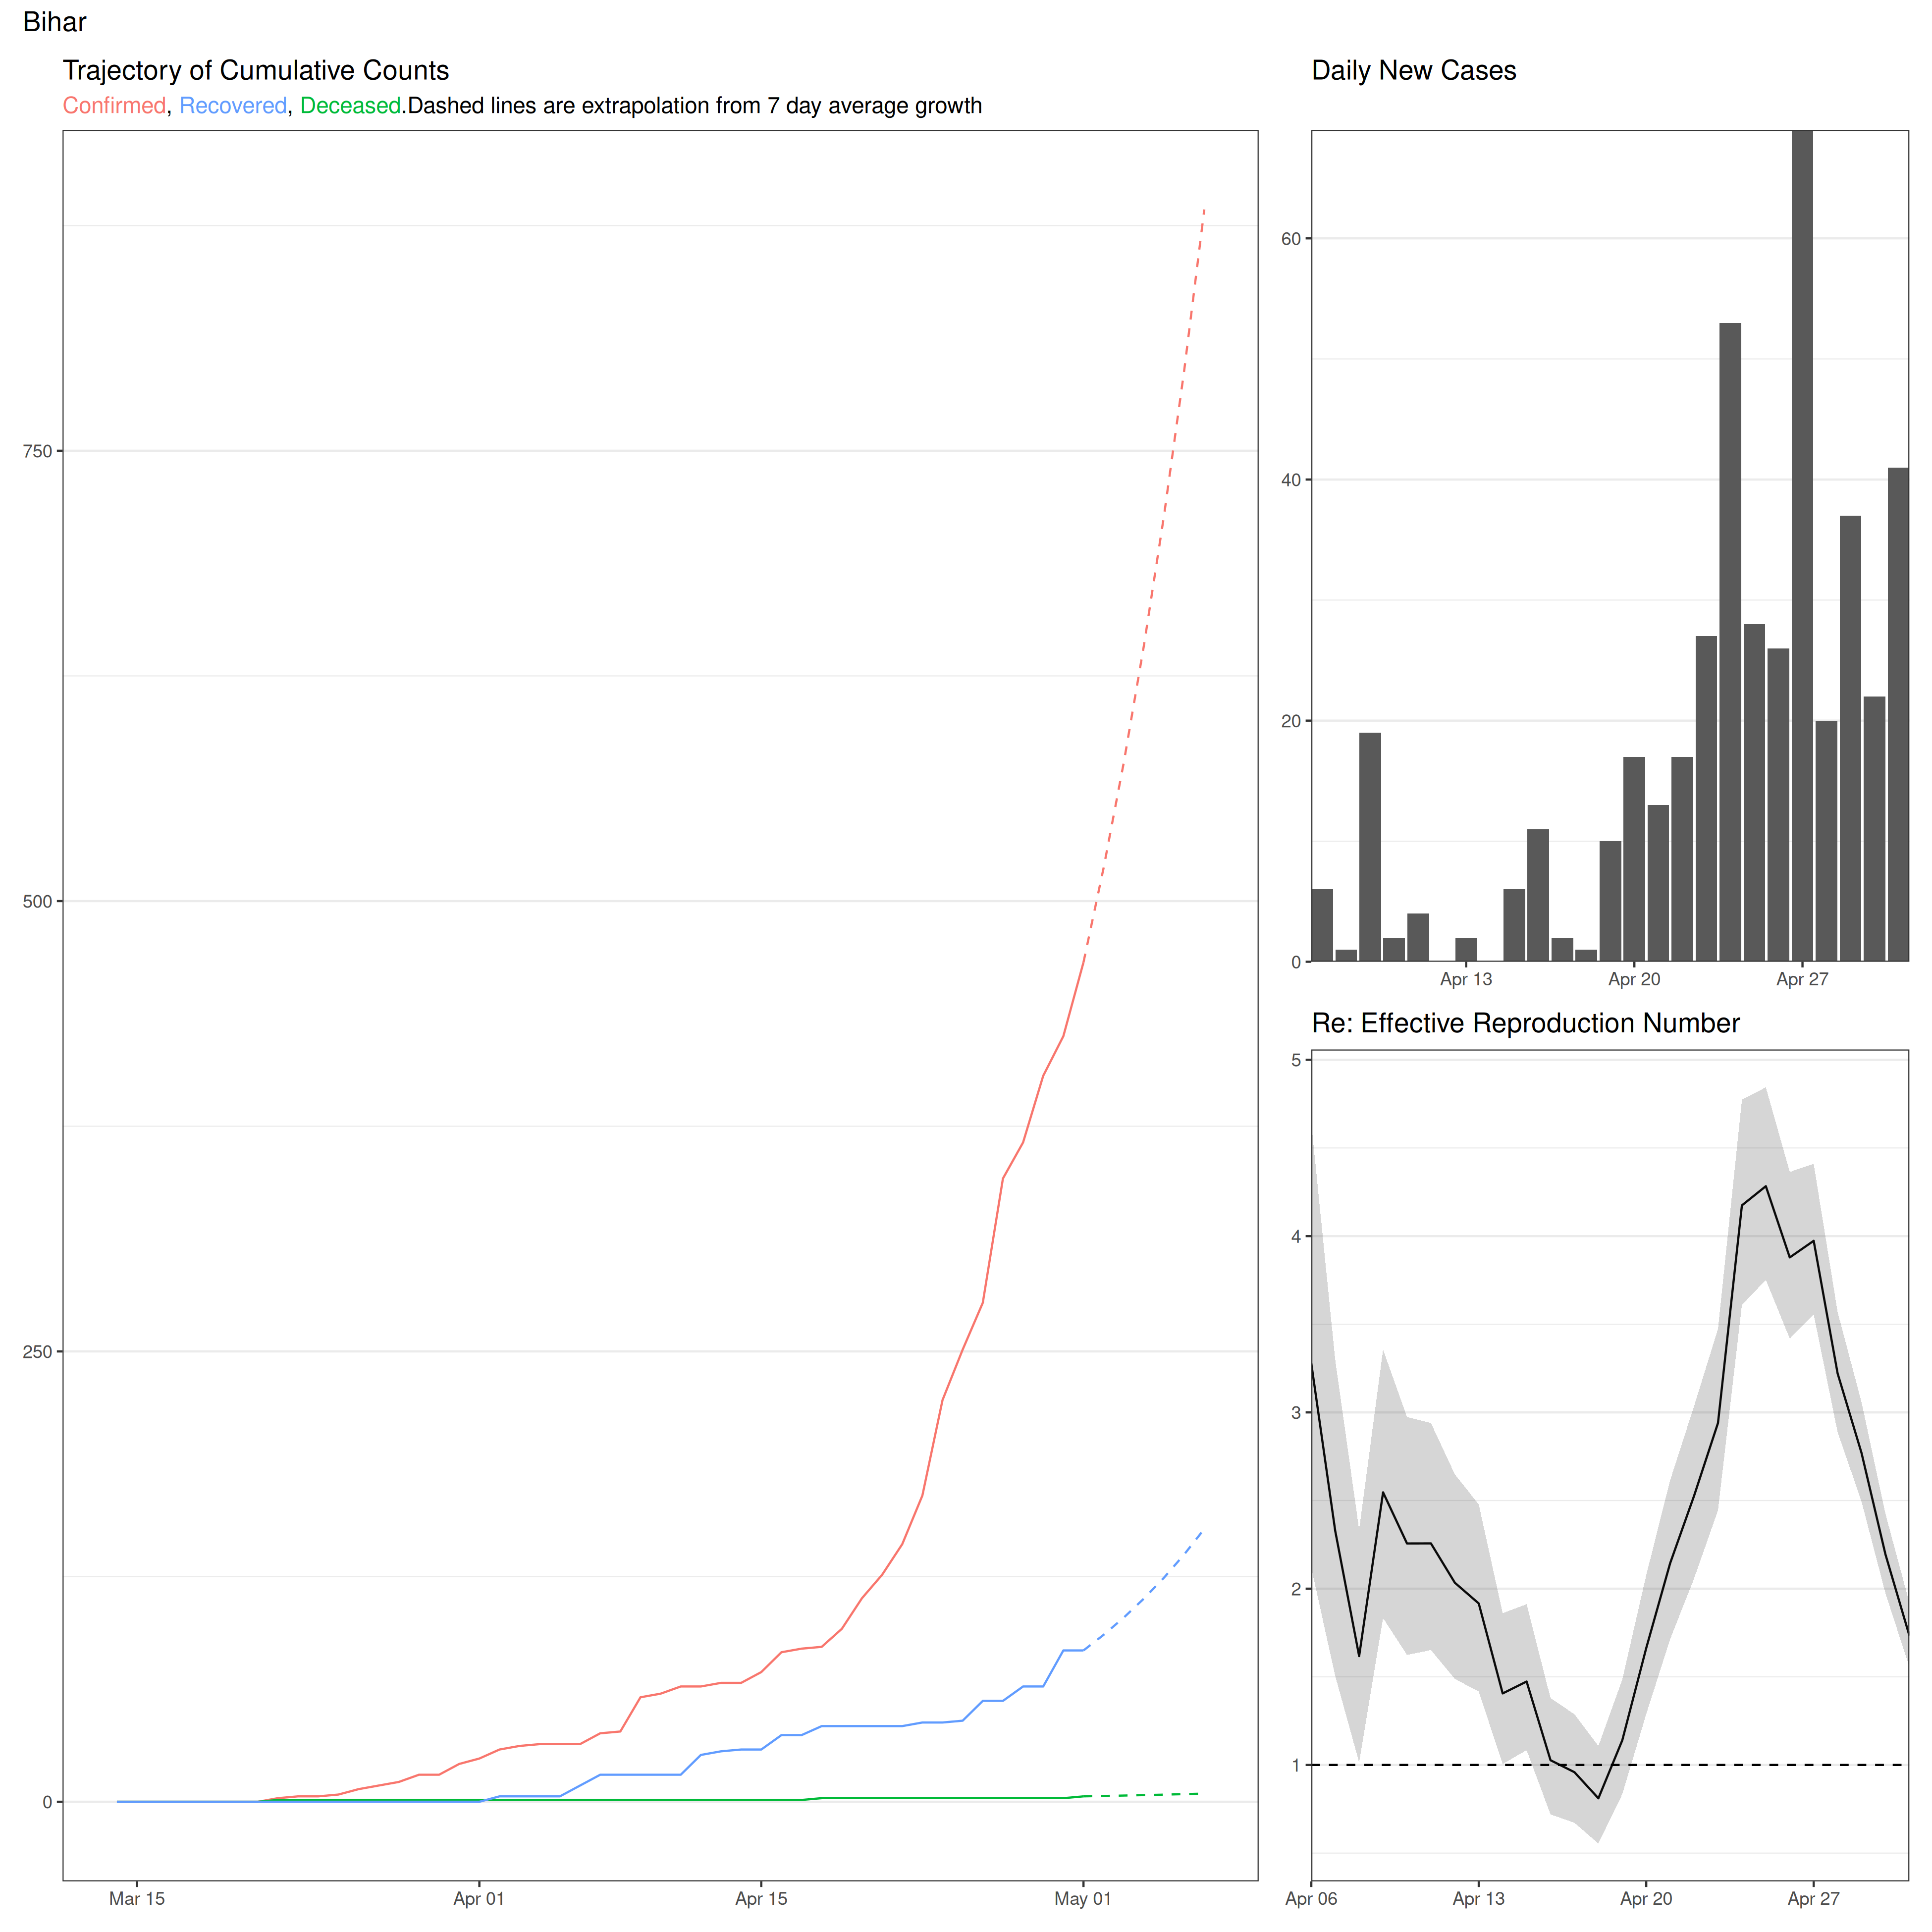 Bihar
Trajectory of Cumulative Counts
Confirmed, Recovered, Deceased.Dashed lines are extrapolation from 7 day average growth
750
500
250
0
Mar 15 Apr 01 Apr 15 May 01
Daily New Cases
60
40
20
0
Apr 13 Apr 20 Apr 27
Re: Effective Reproduction Number
5
4
3
2
1
Apr 06 Apr 13 Apr 20 Apr 27